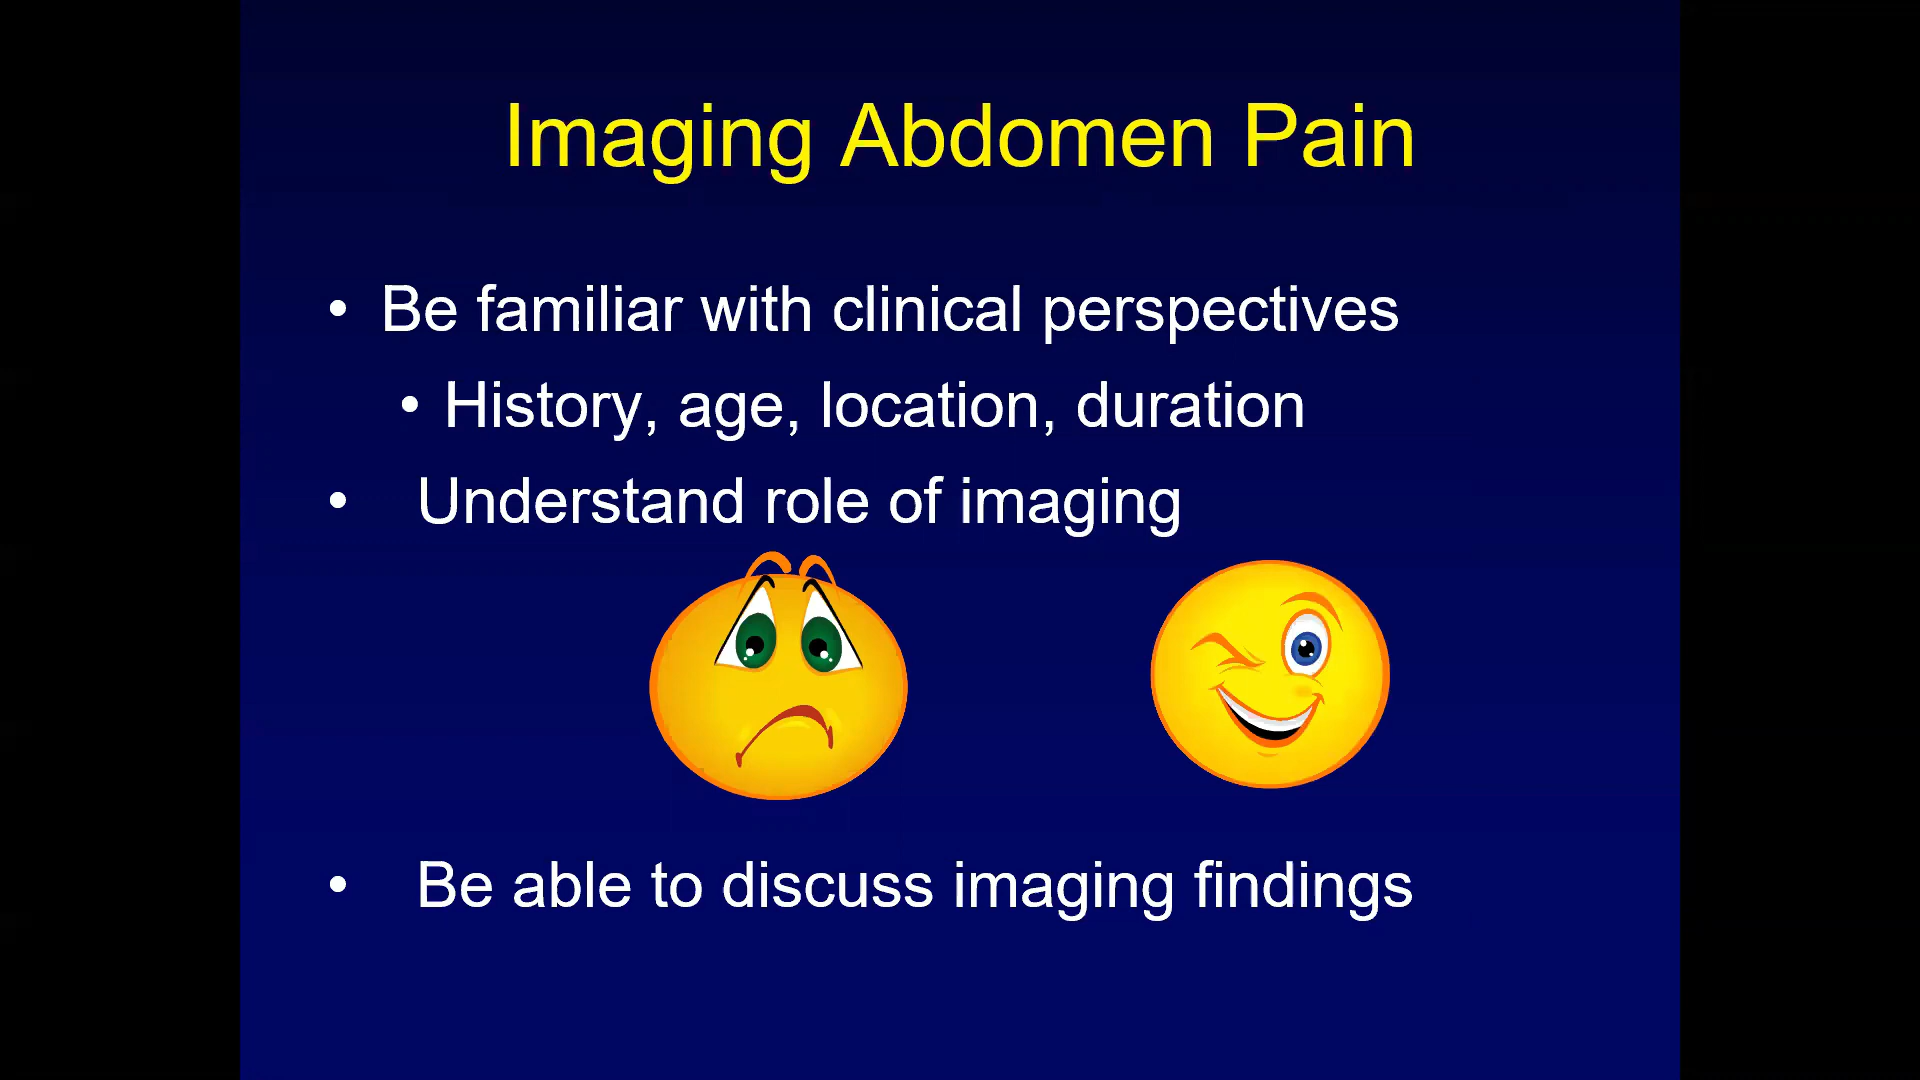 Imaging Abdomen Pain
• Be familiar with clinical perspectives
• History, age, location, duration
• Understand role of imaging
• Be able to discuss imaging findings